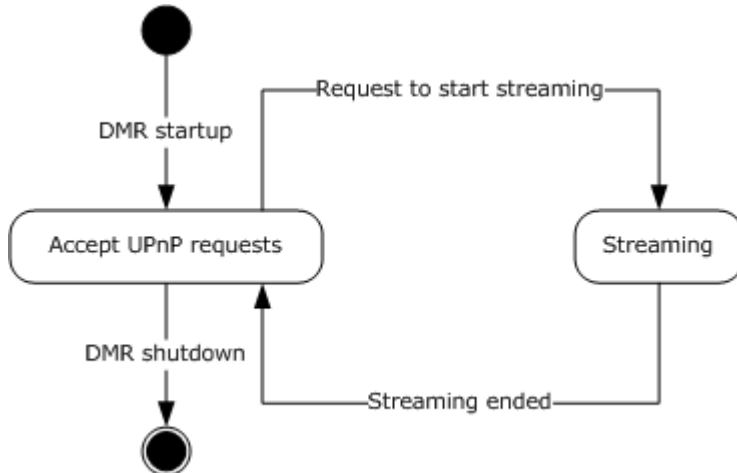 Request to start streaming
DMR startup
Accept UPnP requests
Streaming
DMR shutdown
Streaming ended